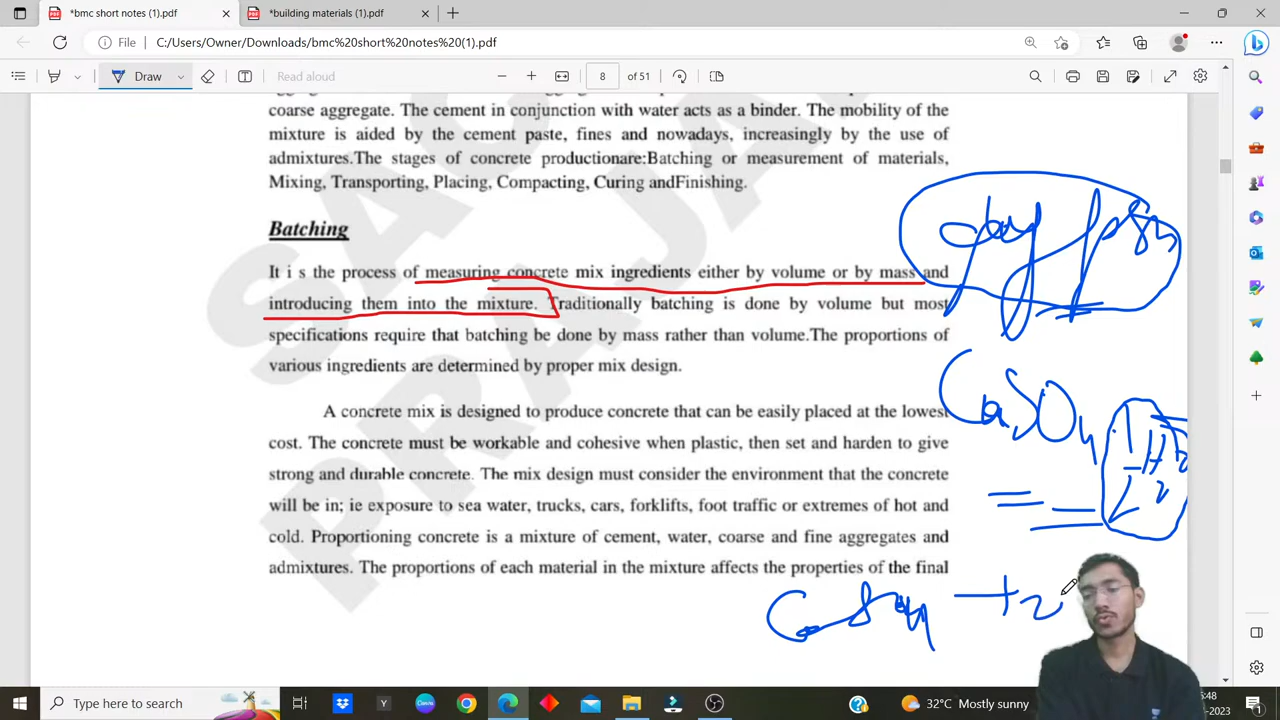 *bmc short notes (1).pdf
*building materials (1).pdf
File
C:/Users/Owner/Downloads/bmc%20short%20notes%20(1).pdf
Draw
Read aloud
8 of 51
coarse aggregate. The cement in conjunction with water acts as a binder. The mobility of the
mixture is aided by the cement paste, fines and nowadays, increasingly by the use of
admixtures.The stages of concrete productionare:Batching or measurement of materials,
Mixing, Transporting, Placing, Compacting, Curing andFinishing.
Batching
It i s the process of measuring concrete mix ingredients either by volume or by mass and
introducing them into the mixture. Traditionally batching is done by volume but most
specifications require that batching be done by mass rather than volume.The proportions of
various ingredients are determined by proper mix design.
A concrete mix is designed to produce concrete that can be easily placed at the lowest
cost. The concrete must be workable and cohesive when plastic, then set and harden to give
strong and durable concrete. The mix design must consider the environment that the concrete
will be in; ie exposure to sea water, trucks, cars, forklifts, foot traffic or extremes of hot and
cold. Proportioning concrete is a mixture of cement, water, coarse and fine aggregates and
admixtures. The proportions of each material in the mixture affects the properties of the final
CaSO4
+2
Type here to search
32°C Mostly sunny